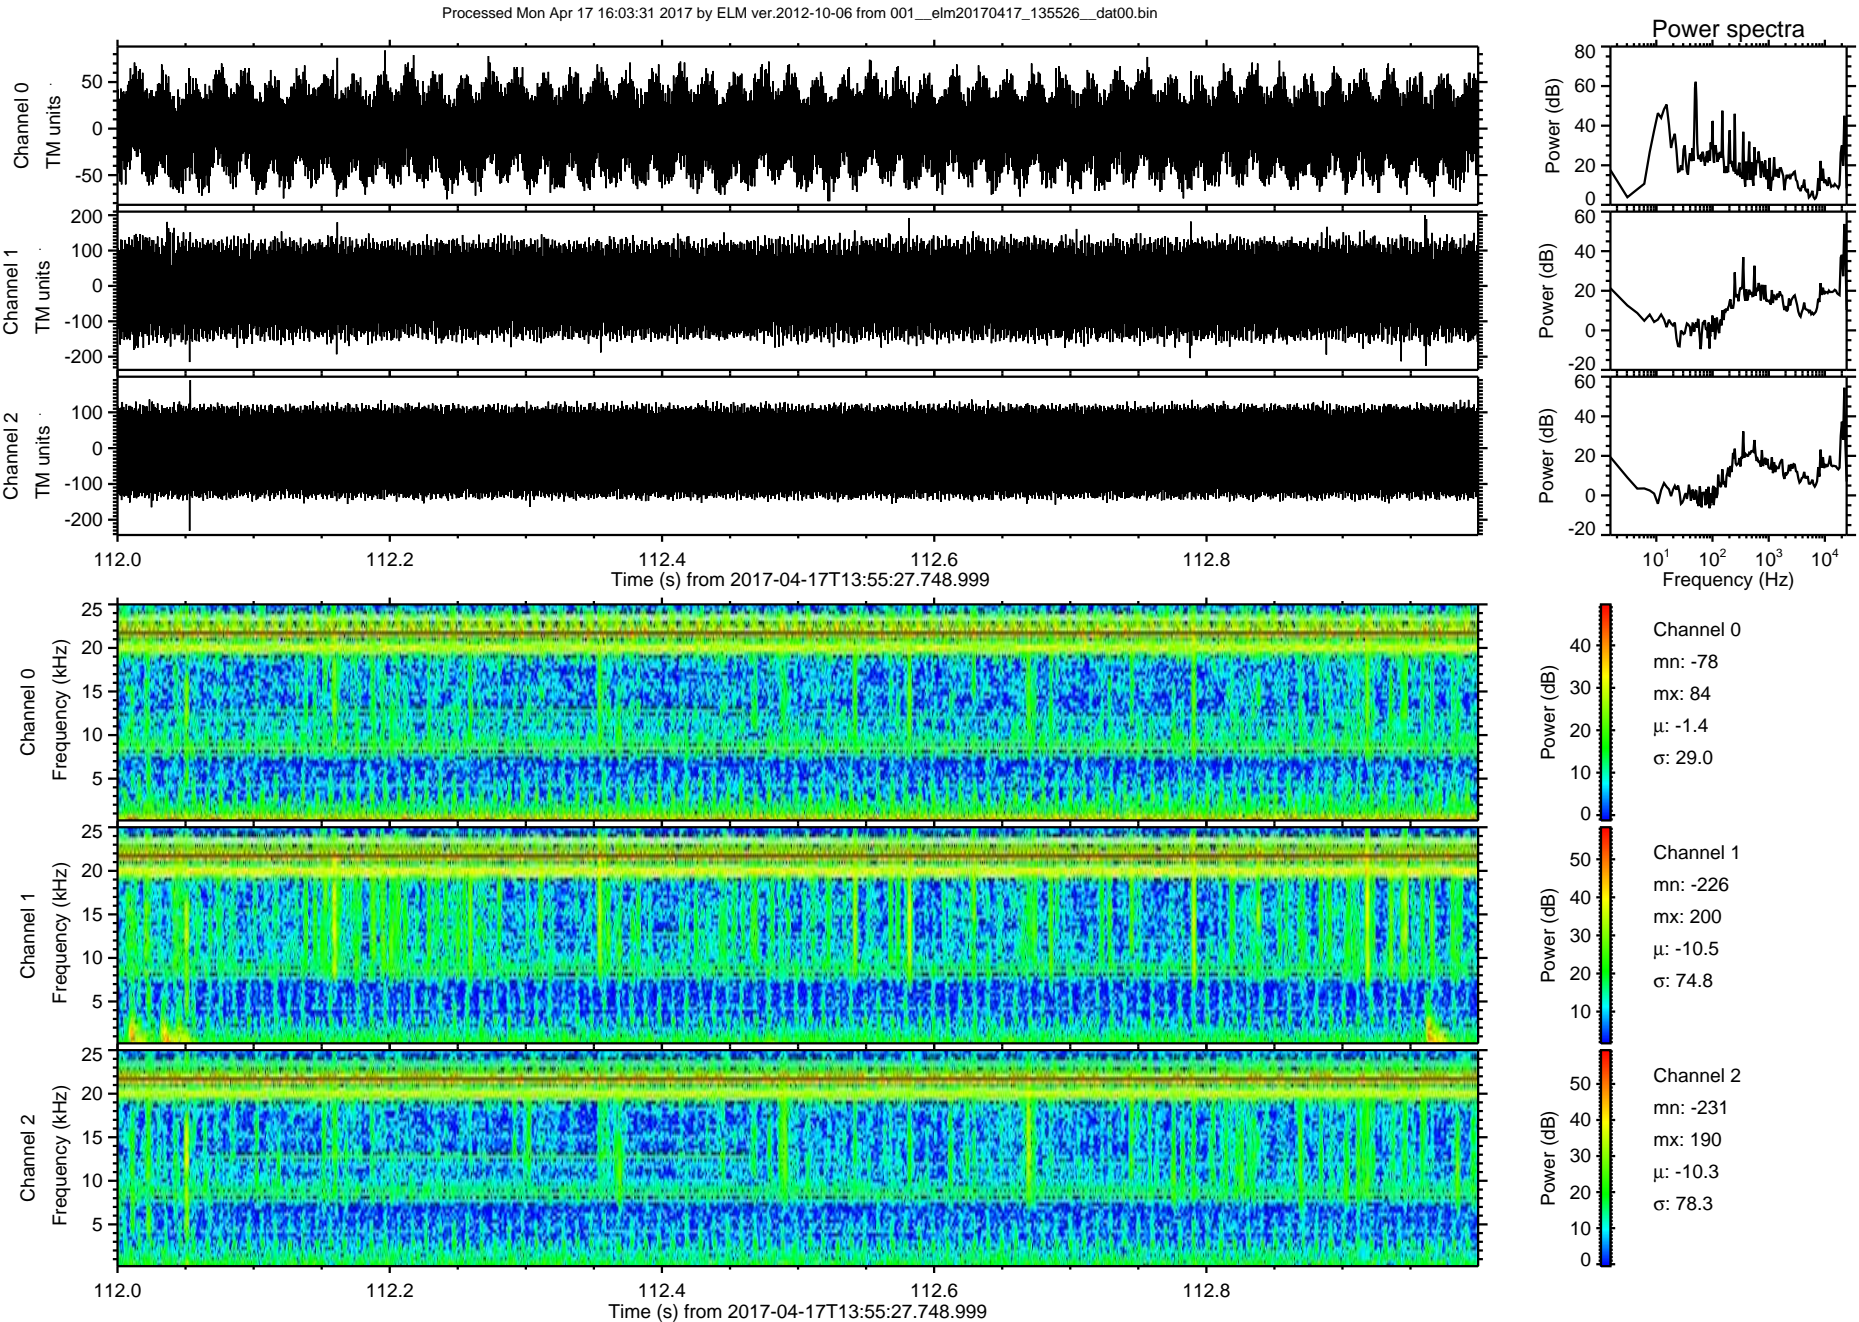 Processed Mon Apr 17 16:03:31 2017 by ELM ver.2012-10-06 from 001__elm20170417_135526__dat00.bin
Power spectra
Channel 0
TM units
50
0
-50
Power (dB)
80
60
40
20
0
Channel 1
TM units
200
100
0
-100
-200
Power (dB)
60
40
20
0
-20
Channel 2
TM units
100
0
-100
-200
Power (dB)
60
40
20
0
-20
112.0 112.2 112.4 112.6 112.8
Time (s) from 2017-04-17T13:55:27.748.999
10^1 10^2 10^3 10^4
Frequency (Hz)
Channel 0
Frequency (kHz)
25
20
15
10
5
Power (dB)
40
30
20
10
0
Channel 0
mn: -78
mx: 84
μ: -1.4
σ: 29.0
Channel 1
Frequency (kHz)
25
20
15
10
5
Power (dB)
50
40
30
20
10
Channel 1
mn: -226
mx: 200
μ: -10.5
σ: 74.8
Channel 2
Frequency (kHz)
25
20
15
10
5
Power (dB)
50
40
30
20
10
0
Channel 2
mn: -231
mx: 190
μ: -10.3
σ: 78.3
112.0 112.2 112.4 112.6 112.8
Time (s) from 2017-04-17T13:55:27.748.999